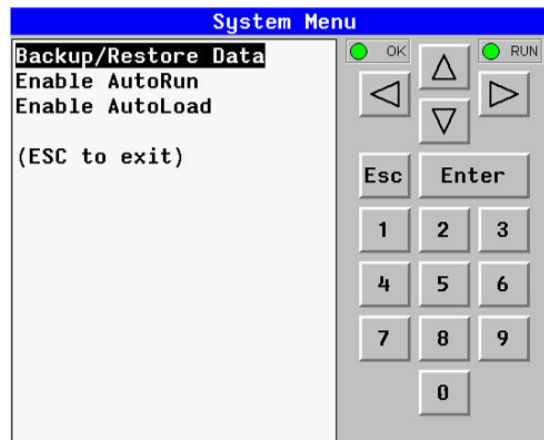 System Menu
Backup/Restore Data
Enable AutoRun
Enable AutoLoad
(ESC to exit)
OK
RUN
Esc
Enter
1 2 3
4 5 6
7 8 9
0